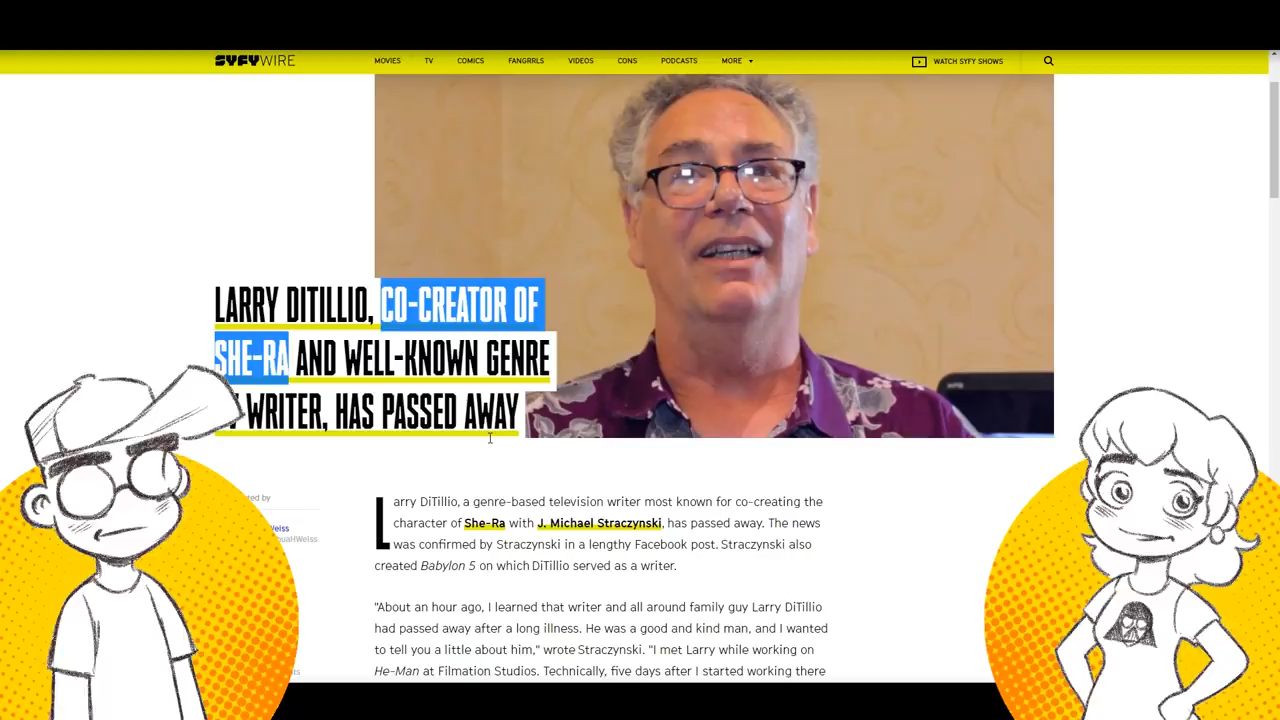 SYFYWIRE
MOVIES TV COMICS FANGRRLS VIDEOS CONS PODCASTS MORE WATCH SYFY SHOWS
LARRY DITILLIO, CO-CREATOR OF
SHE-RA AND WELL-KNOWN GENRE
WRITER, HAS PASSED AWAY
ed by
Weiss
uaHWeiss
Larry DiTillio, a genre-based television writer most known for co-creating the
character of She-Ra with J. Michael Straczynski, has passed away. The news
was confirmed by Straczynski in a lengthy Facebook post. Straczynski also
created Babylon 5 on which DiTillio served as a writer.
"About an hour ago, I learned that writer and all around family guy Larry DiTillio
had passed away after a long illness. He was a good and kind man, and I wanted
to tell you a little about him," wrote Straczynski. "I met Larry while working on
He-Man at Filmation Studios. Technically, five days after I started working there